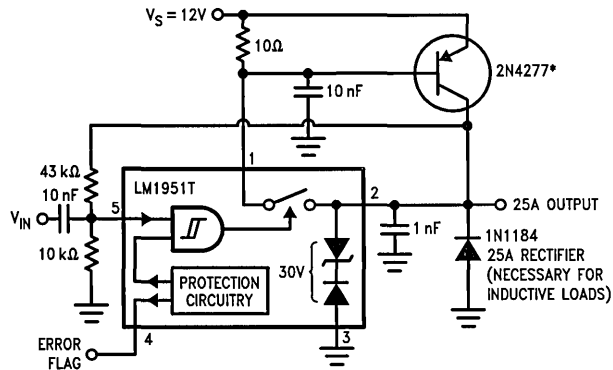 V_S = 12V
10Ω
2N4277*
10 nF
43 kΩ
1
LM1951T
2
25A OUTPUT
10 nF
5
V_IN
1 nF
1N1184
25A RECTIFIER
(NECESSARY FOR
INDUCTIVE LOADS)
10 kΩ
30V
PROTECTION
CIRCUITRY
4
3
ERROR
FLAG